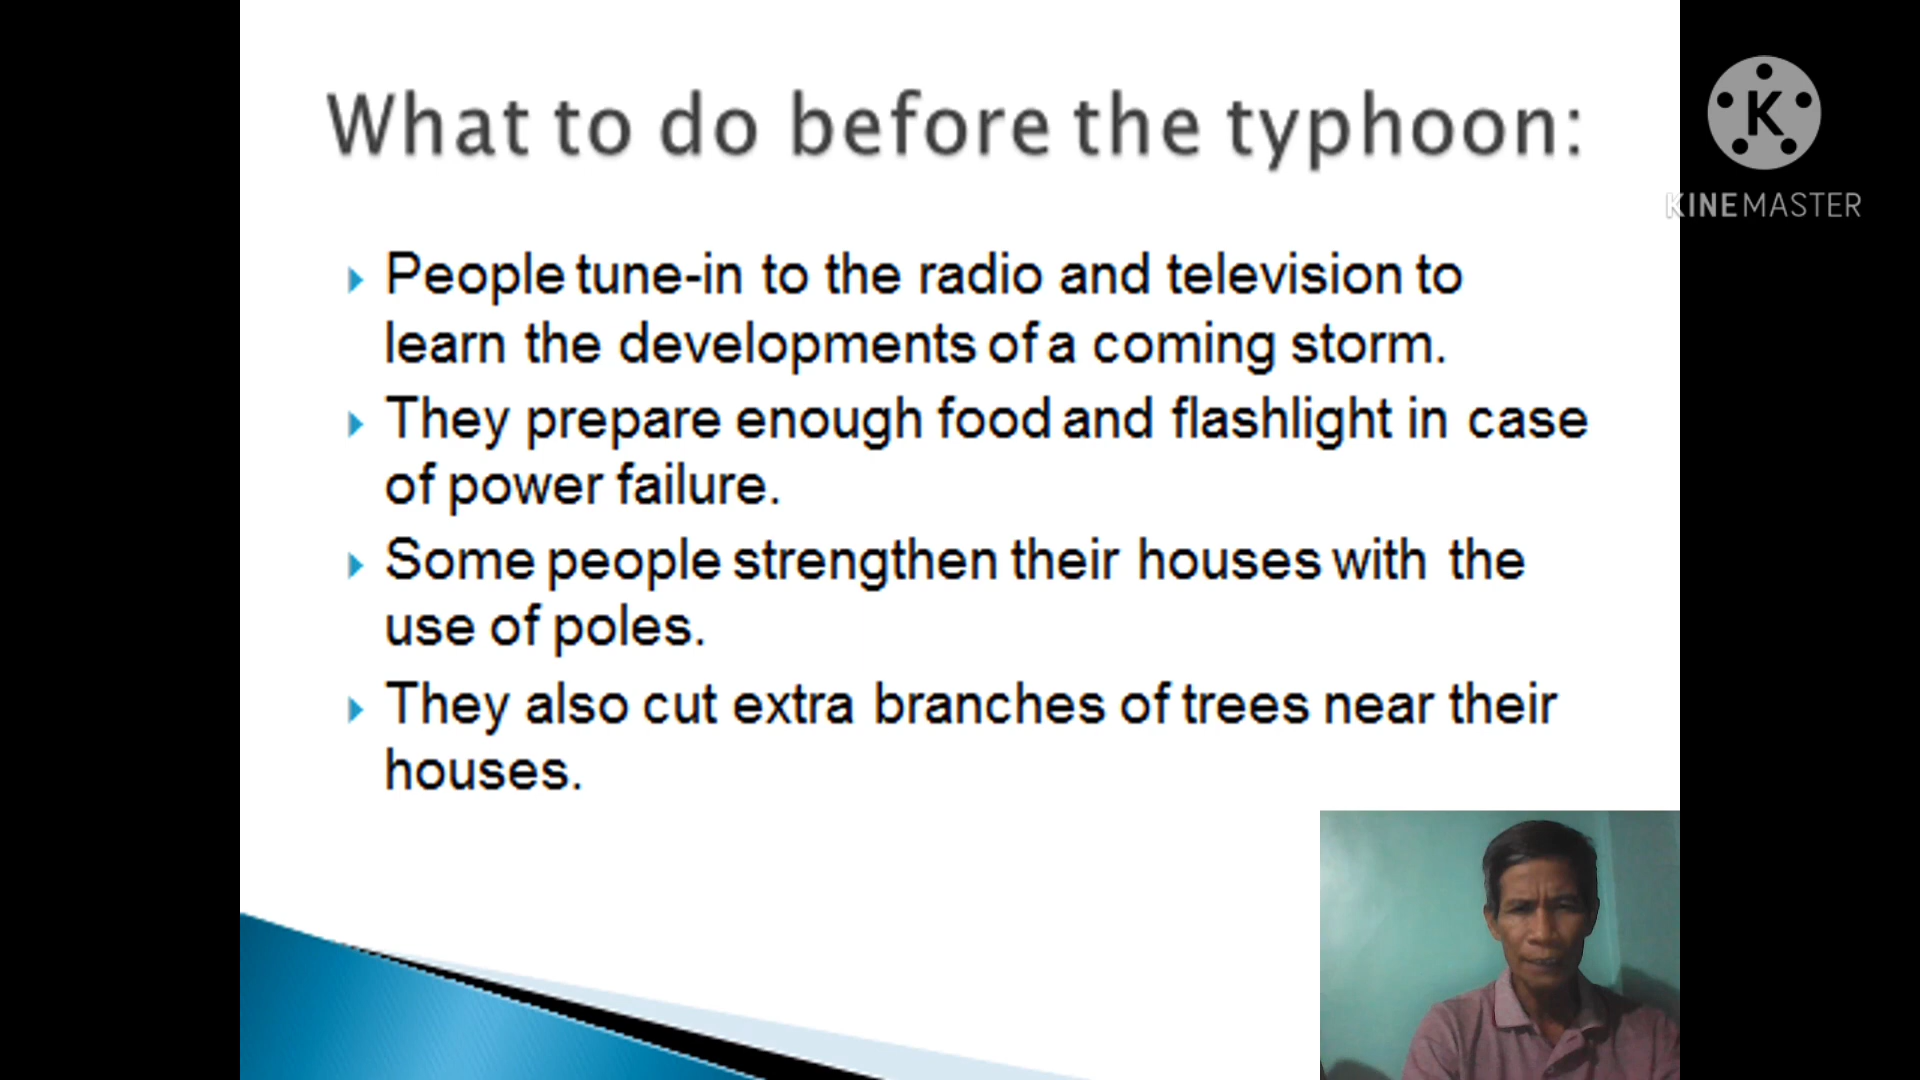 What to do before the typhoon:
K
KINEMASTER
People tune-in to the radio and television to
learn the developments of a coming storm.
They prepare enough food and flashlight in case
of power failure.
Some people strengthen their houses with the
use of poles.
They also cut extra branches of trees near their
houses.